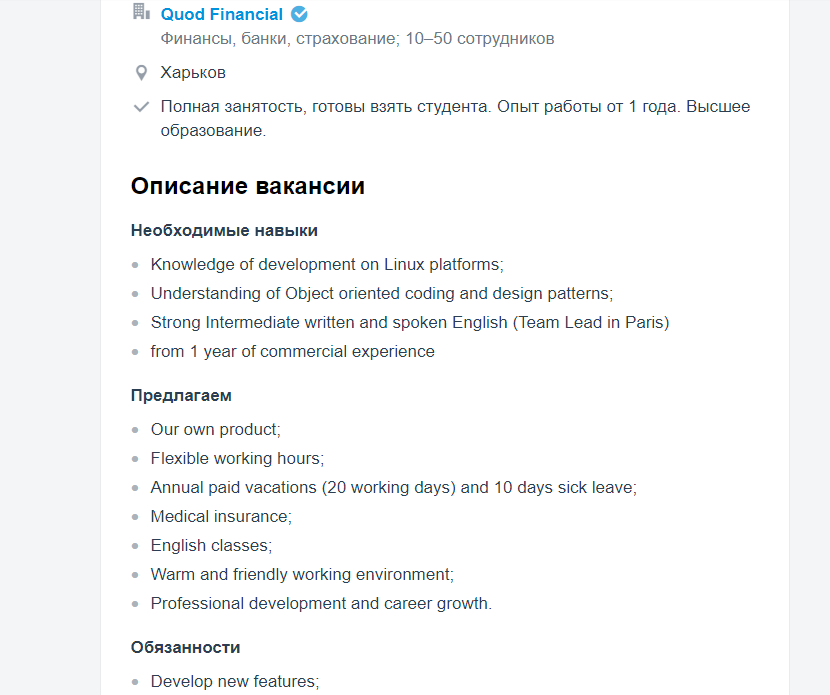 Quod Financial
Финансы, банки, страхование; 10–50 сотрудников
Харьков
Полная занятость, готовы взять студента. Опыт работы от 1 года. Высшее
образование.
Описание вакансии
Необходимые навыки
Knowledge of development on Linux platforms;
Understanding of Object oriented coding and design patterns;
Strong Intermediate written and spoken English (Team Lead in Paris)
from 1 year of commercial experience
Предлагаем
Our own product;
Flexible working hours;
Annual paid vacations (20 working days) and 10 days sick leave;
Medical insurance;
English classes;
Warm and friendly working environment;
Professional development and career growth.
Обязанности
Develop new features;